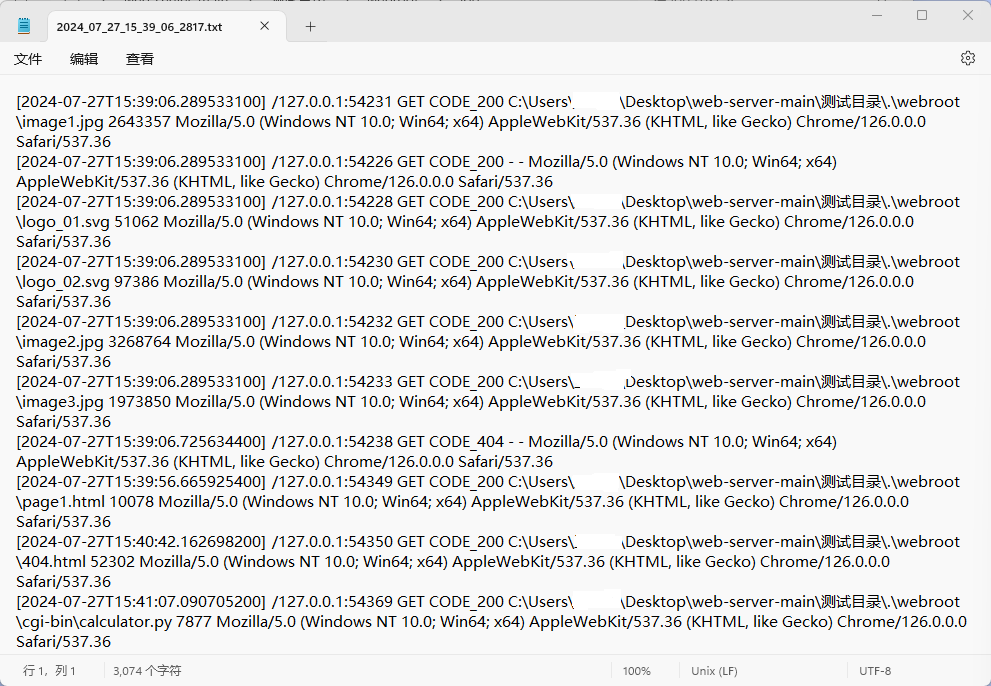 2024_07_27_15_39_06_2817.txt
文件 编辑 查看
[2024-07-27T15:39:06.289533100] /127.0.0.1:54231 GET CODE_200 C:\Users\ \Desktop\web-server-main\测试目录\.\webroot
\image1.jpg 2643357 Mozilla/5.0 (Windows NT 10.0; Win64; x64) AppleWebKit/537.36 (KHTML, like Gecko) Chrome/126.0.0.0
Safari/537.36
[2024-07-27T15:39:06.289533100] /127.0.0.1:54226 GET CODE_200 - - Mozilla/5.0 (Windows NT 10.0; Win64; x64)
AppleWebKit/537.36 (KHTML, like Gecko) Chrome/126.0.0.0 Safari/537.36
[2024-07-27T15:39:06.289533100] /127.0.0.1:54228 GET CODE_200 C:\Users\ \Desktop\web-server-main\测试目录\.\webroot
\logo_01.svg 51062 Mozilla/5.0 (Windows NT 10.0; Win64; x64) AppleWebKit/537.36 (KHTML, like Gecko) Chrome/126.0.0.0
Safari/537.36
[2024-07-27T15:39:06.289533100] /127.0.0.1:54230 GET CODE_200 C:\Users\ \Desktop\web-server-main\测试目录\.\webroot
\logo_02.svg 97386 Mozilla/5.0 (Windows NT 10.0; Win64; x64) AppleWebKit/537.36 (KHTML, like Gecko) Chrome/126.0.0.0
Safari/537.36
[2024-07-27T15:39:06.289533100] /127.0.0.1:54232 GET CODE_200 C:\Users\ Desktop\web-server-main\测试目录\.\webroot
\image2.jpg 3268764 Mozilla/5.0 (Windows NT 10.0; Win64; x64) AppleWebKit/537.36 (KHTML, like Gecko) Chrome/126.0.0.0
Safari/537.36
[2024-07-27T15:39:06.289533100] /127.0.0.1:54233 GET CODE_200 C:\Users\ Desktop\web-server-main\测试目录\.\webroot
\image3.jpg 1973850 Mozilla/5.0 (Windows NT 10.0; Win64; x64) AppleWebKit/537.36 (KHTML, like Gecko) Chrome/126.0.0.0
Safari/537.36
[2024-07-27T15:39:06.725634400] /127.0.0.1:54238 GET CODE_404 - - Mozilla/5.0 (Windows NT 10.0; Win64; x64)
AppleWebKit/537.36 (KHTML, like Gecko) Chrome/126.0.0.0 Safari/537.36
[2024-07-27T15:39:56.665925400] /127.0.0.1:54349 GET CODE_200 C:\Users\ \Desktop\web-server-main\测试目录\.\webroot
\page1.html 10078 Mozilla/5.0 (Windows NT 10.0; Win64; x64) AppleWebKit/537.36 (KHTML, like Gecko) Chrome/126.0.0.0
Safari/537.36
[2024-07-27T15:40:42.162698200] /127.0.0.1:54350 GET CODE_200 C:\Users\ \Desktop\web-server-main\测试目录\.\webroot
\404.html 52302 Mozilla/5.0 (Windows NT 10.0; Win64; x64) AppleWebKit/537.36 (KHTML, like Gecko) Chrome/126.0.0.0
Safari/537.36
[2024-07-27T15:41:07.090705200] /127.0.0.1:54369 GET CODE_200 C:\Users\ \Desktop\web-server-main\测试目录\.\webroot
\cgi-bin\calculator.py 7877 Mozilla/5.0 (Windows NT 10.0; Win64; x64) AppleWebKit/537.36 (KHTML, like Gecko) Chrome/126.0.0.0
Safari/537.36
行 1，列 1 3,074 个字符 100% Unix (LF) UTF-8